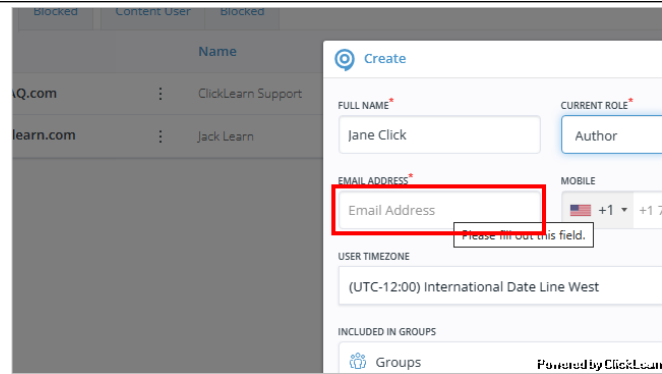 Blocked Content User Blocked
Name
Create
AQ.com ClickLearn Support
FULL NAME* CURRENT ROLE*
learn.com Jack Learn
Jane Click Author
EMAIL ADDRESS* MOBILE
Email Address +1 +1 7
Please fill out this field.
USER TIMEZONE
(UTC-12:00) International Date Line West
INCLUDED IN GROUPS
Groups
Powered by ClickLearn